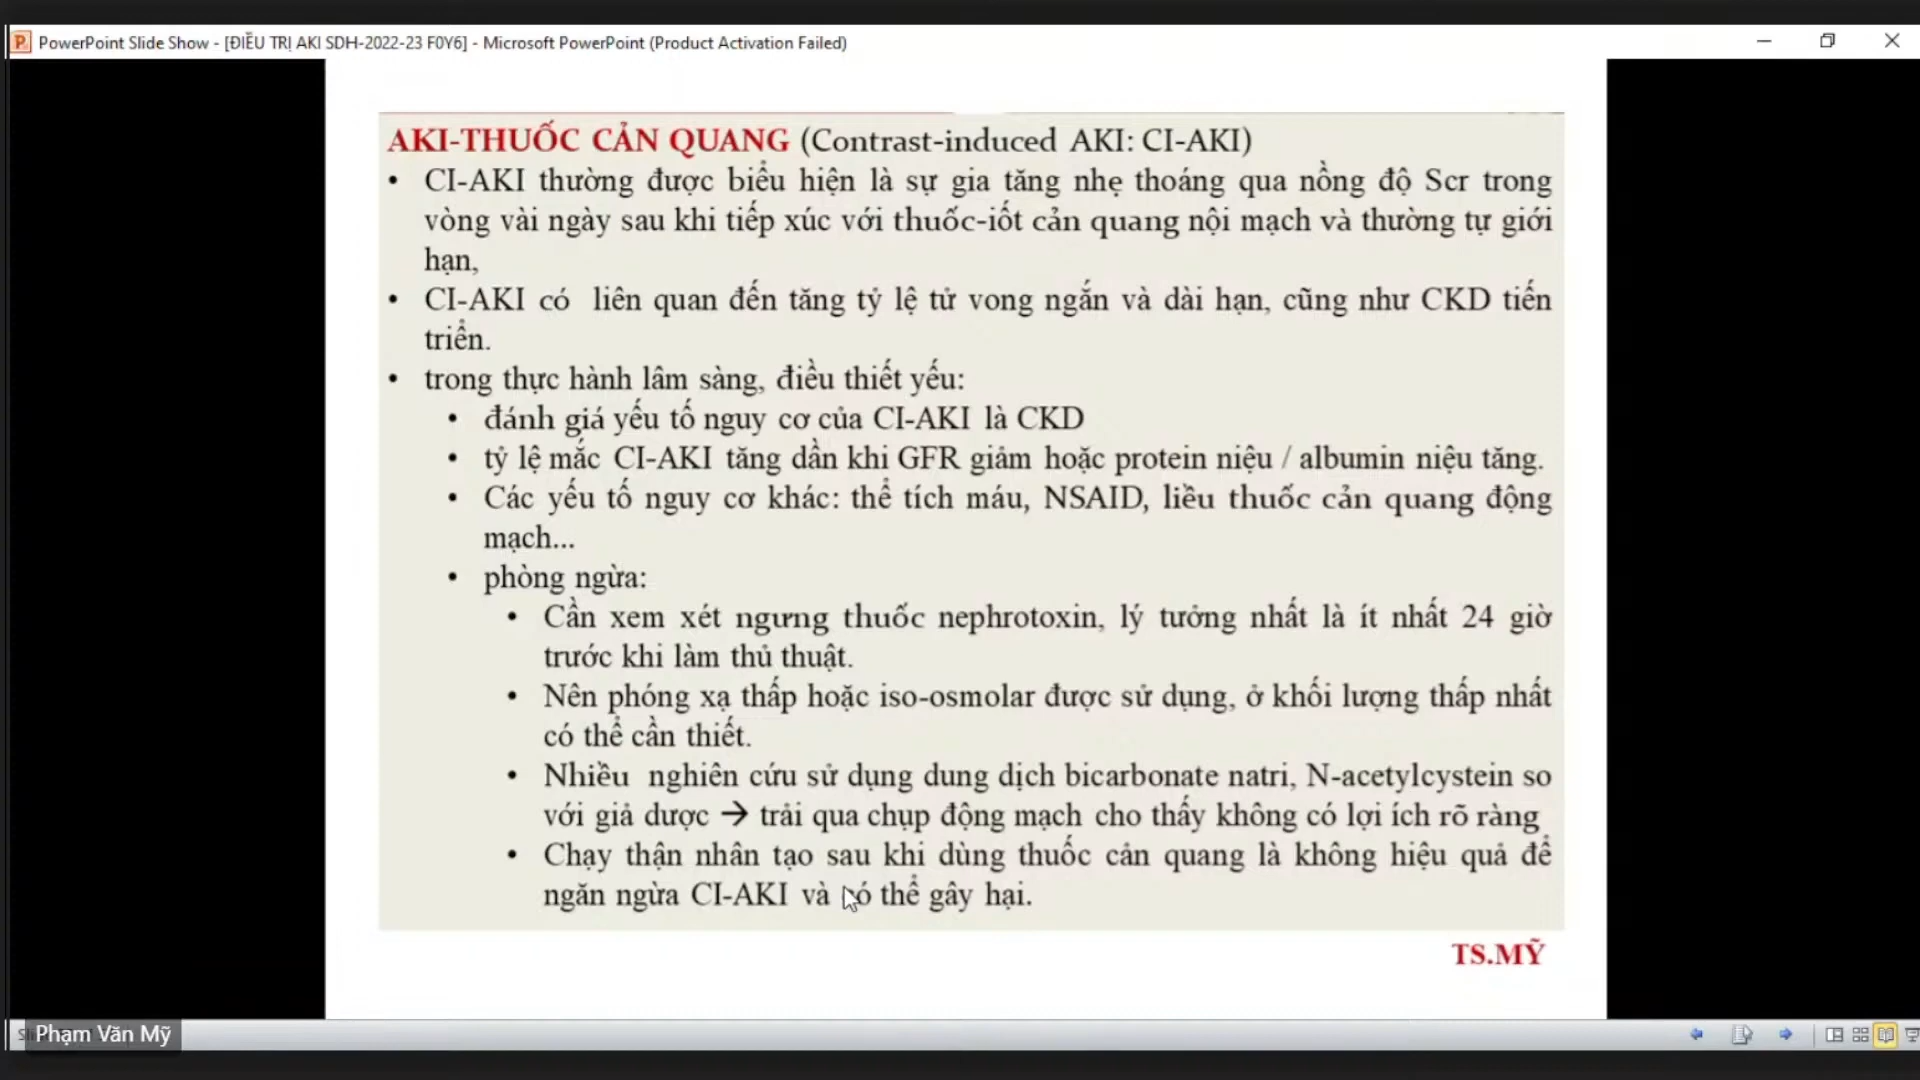 PowerPoint Slide Show - [ĐIỀU TRỊ AKI SDH-2022-23 F0Y6] - Microsoft PowerPoint (Product Activation Failed)
AKI-THUỐC CẢN QUANG (Contrast-induced AKI: CI-AKI)
• CI-AKI thường được biểu hiện là sự gia tăng nhẹ thoáng qua nồng độ Scr trong
vòng vài ngày sau khi tiếp xúc với thuốc-iốt cản quang nội mạch và thường tự giới
hạn,
• CI-AKI có liên quan đến tăng tỷ lệ tử vong ngắn và dài hạn, cũng như CKD tiến
triển.
• trong thực hành lâm sàng, điều thiết yếu:
• đánh giá yếu tố nguy cơ của CI-AKI là CKD
• tỷ lệ mắc CI-AKI tăng dần khi GFR giảm hoặc protein niệu / albumin niệu tăng.
• Các yếu tố nguy cơ khác: thể tích máu, NSAID, liều thuốc cản quang động
mạch...
• phòng ngừa:
• Cần xem xét ngưng thuốc nephrotoxin, lý tưởng nhất là ít nhất 24 giờ
trước khi làm thủ thuật.
• Nên phóng xạ thấp hoặc iso-osmolar được sử dụng, ở khối lượng thấp nhất
có thể cần thiết.
• Nhiều nghiên cứu sử dụng dung dịch bicarbonate natri, N-acetylcystein so
với giả dược → trải qua chụp động mạch cho thấy không có lợi ích rõ ràng
• Chạy thận nhân tạo sau khi dùng thuốc cản quang là không hiệu quả để
ngăn ngừa CI-AKI và có thể gây hại.
TS.MỸ
Phạm Văn Mỹ